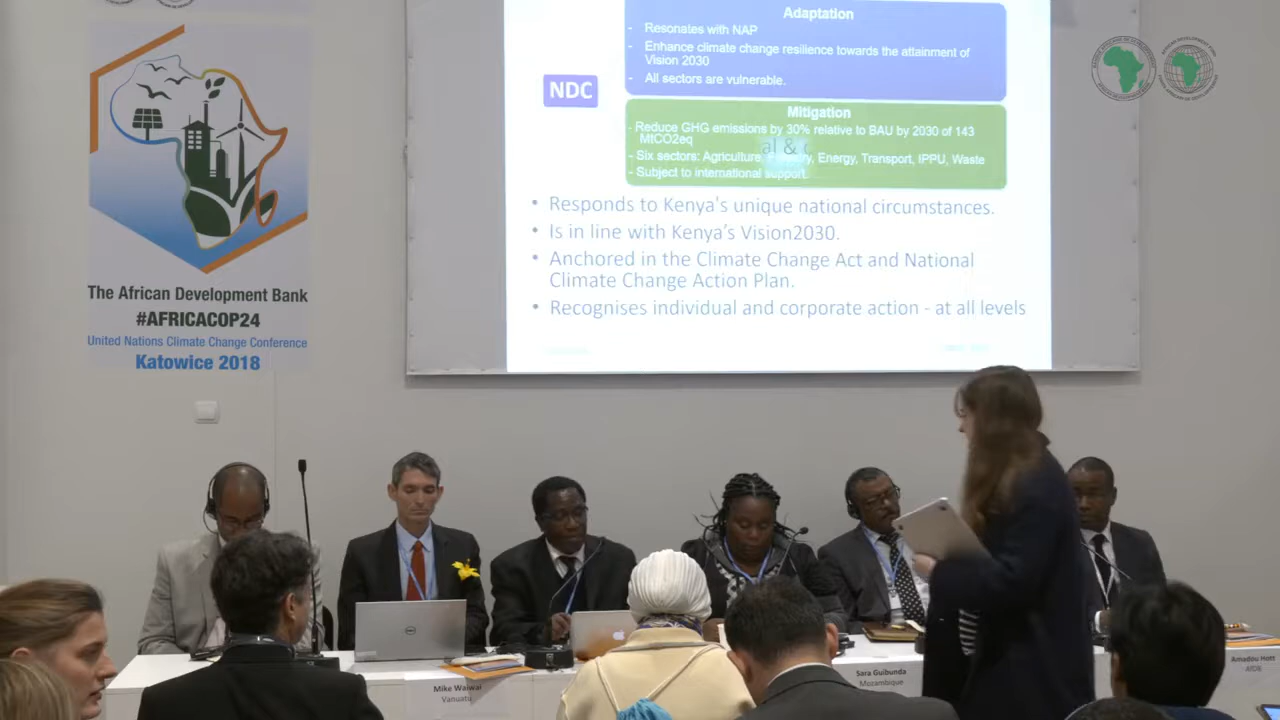 The African Development Bank
#AFRICACOP24
United Nations Climate Change Conference
Katowice 2018
NDC
Adaptation
- Resonates with NAP
- Enhance climate change resilience towards the attainment of
Vision 2030
- All sectors are vulnerable.
Mitigation
- Reduce GHG emissions by 30% relative to BAU by 2030 of 143
MtCO2eq
- Six sectors: Agriculture, Forestry, Energy, Transport, IPPU, Waste
- Subject to international support.
al & c
• Responds to Kenya's unique national circumstances.
• Is in line with Kenya's Vision2030.
• Anchored in the Climate Change Act and National
Climate Change Action Plan.
• Recognises individual and corporate action - at all levels
DELL
Mike Waiwai
Vanuatu
Sara Guibunda
Mozambique
Amadou Hott
AfDB